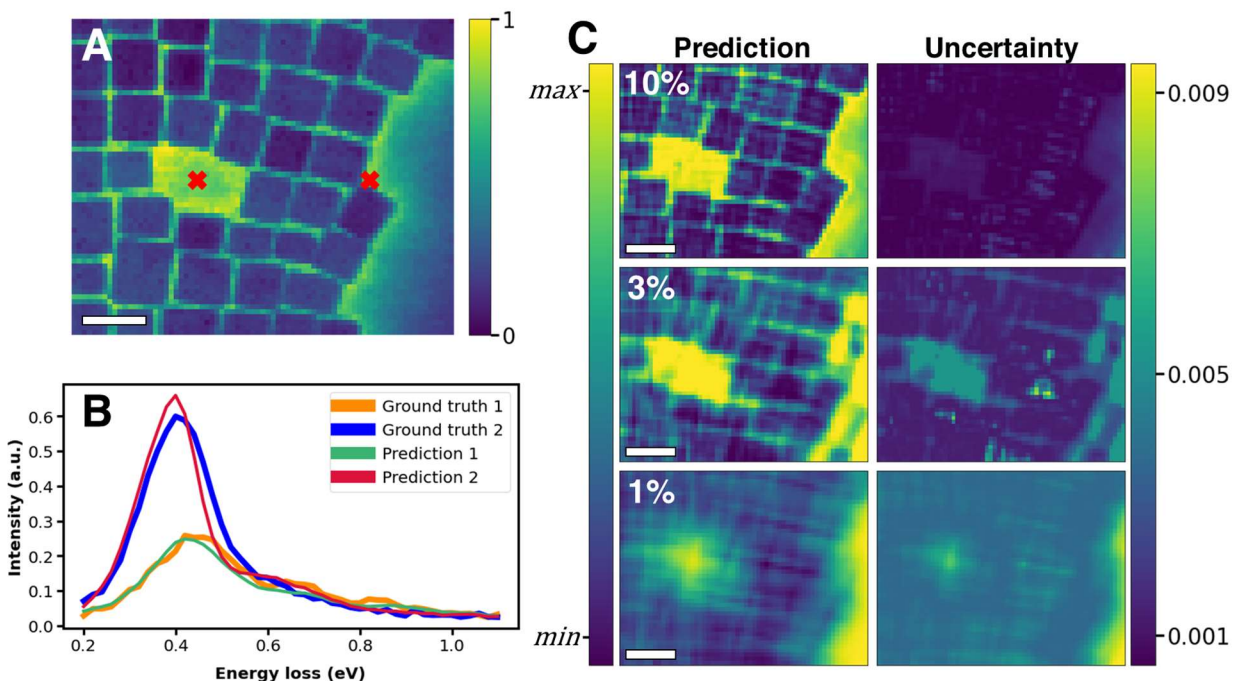 A
1
0
B
Intensity (a.u.)
0.6
0.5
0.4
0.3
0.2
0.1
0.0
Ground truth 1
Ground truth 2
Prediction 1
Prediction 2
0.2 0.4 0.6 0.8 1.0
Energy loss (eV)
C
Prediction Uncertainty
max
min
10%
3%
1%
0.009
0.005
0.001